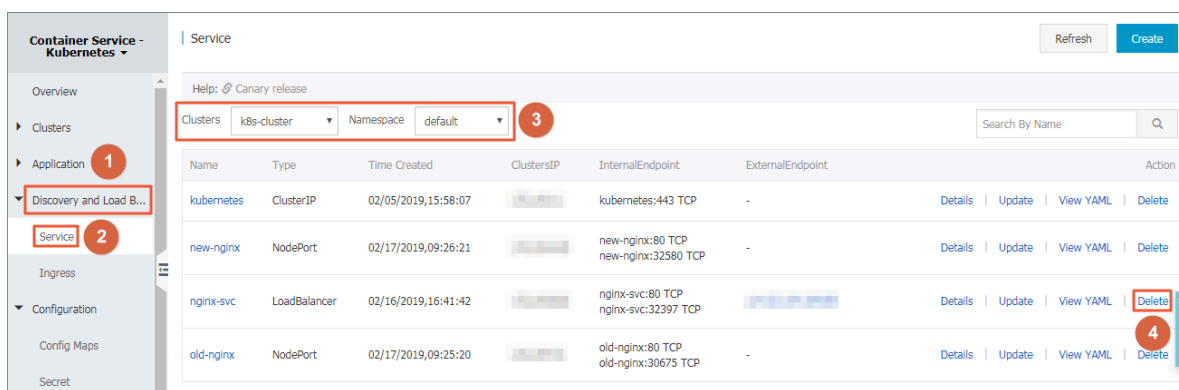 Container Service -
Kubernetes
Overview
Clusters
Application
1
Discovery and Load B...
Service
2
Ingress
Configuration
Config Maps
Secret
Service
Refresh
Create
Help: Canary release
Clusters k8s-cluster Namespace default
3
Search By Name
Name Type Time Created ClustersIP InternalEndpoint ExternalEndpoint Action
kubernetes ClusterIP 02/05/2019,15:58:07 kubernetes:443 TCP - Details | Update | View YAML | Delete
new-nginx NodePort 02/17/2019,09:26:21 new-nginx:80 TCP - Details | Update | View YAML | Delete
new-nginx:32580 TCP
nginx-svc LoadBalancer 02/16/2019,16:41:42 nginx-svc:80 TCP Details | Update | View YAML | Delete
nginx-svc:32397 TCP
4
old-nginx NodePort 02/17/2019,09:25:20 old-nginx:80 TCP - Details | Update | View YAML | Delete
old-nginx:30675 TCP